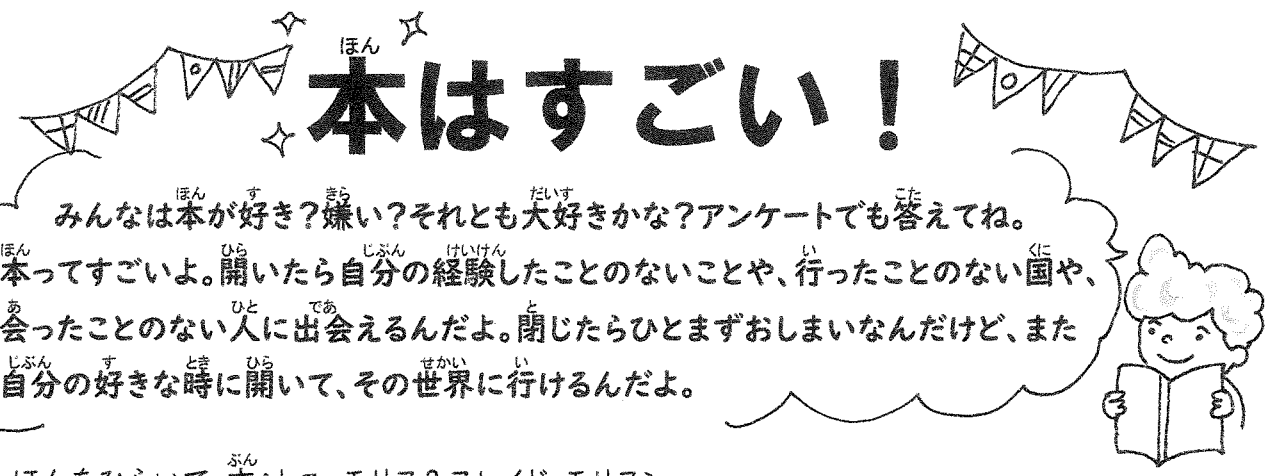 本はすごい！
みんなは本が好き？嫌い？それとも大好きかな？アンケートでも答えてね。
本ってすごいよ。開いたら自分の経験したことのないことや、行ったことのない国や、
会ったことのない人に出会えるんだよ。閉じたらひとまずおしまいなんだけど、また
自分の好きな時に開いて、その世界に行けるんだよ。